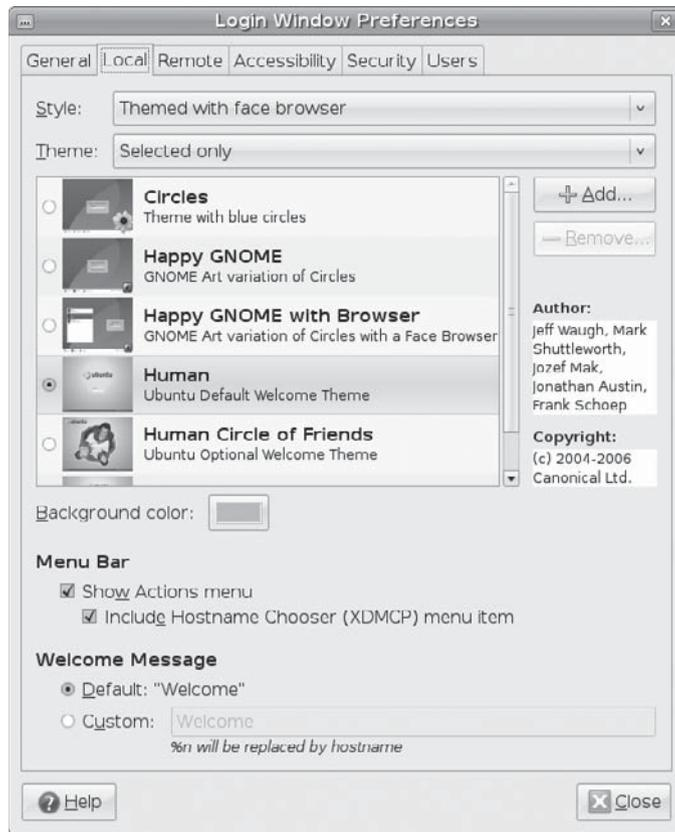 Login Window Preferences
General Local Remote Accessibility Security Users
Style: Themed with face browser
Theme: Selected only
Circles
Theme with blue circles
Happy GNOME
GNOME Art variation of Circles
Happy GNOME with Browser
GNOME Art variation of Circles with a Face Browser
ubuntu
Human
Ubuntu Default Welcome Theme
Human Circle of Friends
Ubuntu Optional Welcome Theme
Add...
Remove...
Author:
Jeff Waugh, Mark
Shuttleworth,
Jozef Mak,
Jonathan Austin,
Frank Schoep
Copyright:
(c) 2004-2006
Canonical Ltd.
Background color:
Menu Bar
Show Actions menu
Include Hostname Chooser (XDMCP) menu item
Welcome Message
Default: "Welcome"
Custom: Welcome
%n will be replaced by hostname
Help
Close